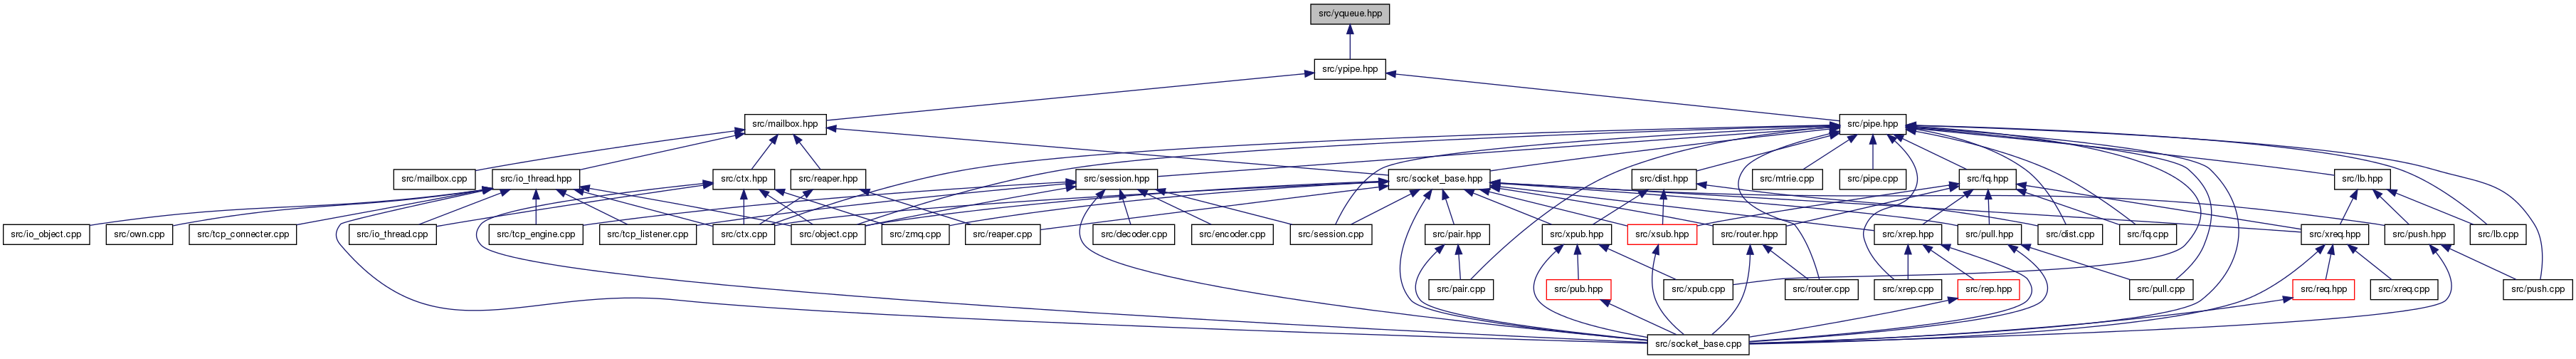 src/yqueue.hpp
src/ypipe.hpp
src/mailbox.hpp
src/pipe.hpp
src/mailbox.cpp
src/io_thread.hpp
src/ctx.hpp
src/reaper.hpp
src/session.hpp
src/socket_base.hpp
src/dist.hpp
src/mtrie.cpp
src/pipe.cpp
src/fq.hpp
src/lb.hpp
src/io_object.cpp
src/own.cpp
src/tcp_connecter.cpp
src/io_thread.cpp
src/tcp_engine.cpp
src/tcp_listener.cpp
src/ctx.cpp
src/object.cpp
src/zmq.cpp
src/reaper.cpp
src/decoder.cpp
src/encoder.cpp
src/session.cpp
src/pair.hpp
src/xpub.hpp
src/xsub.hpp
src/router.hpp
src/xrep.hpp
src/pull.hpp
src/dist.cpp
src/fq.cpp
src/xreq.hpp
src/push.hpp
src/lb.cpp
src/pair.cpp
src/pub.hpp
src/xpub.cpp
src/router.cpp
src/xrep.cpp
src/rep.hpp
src/pull.cpp
src/req.hpp
src/xreq.cpp
src/push.cpp
src/socket_base.cpp